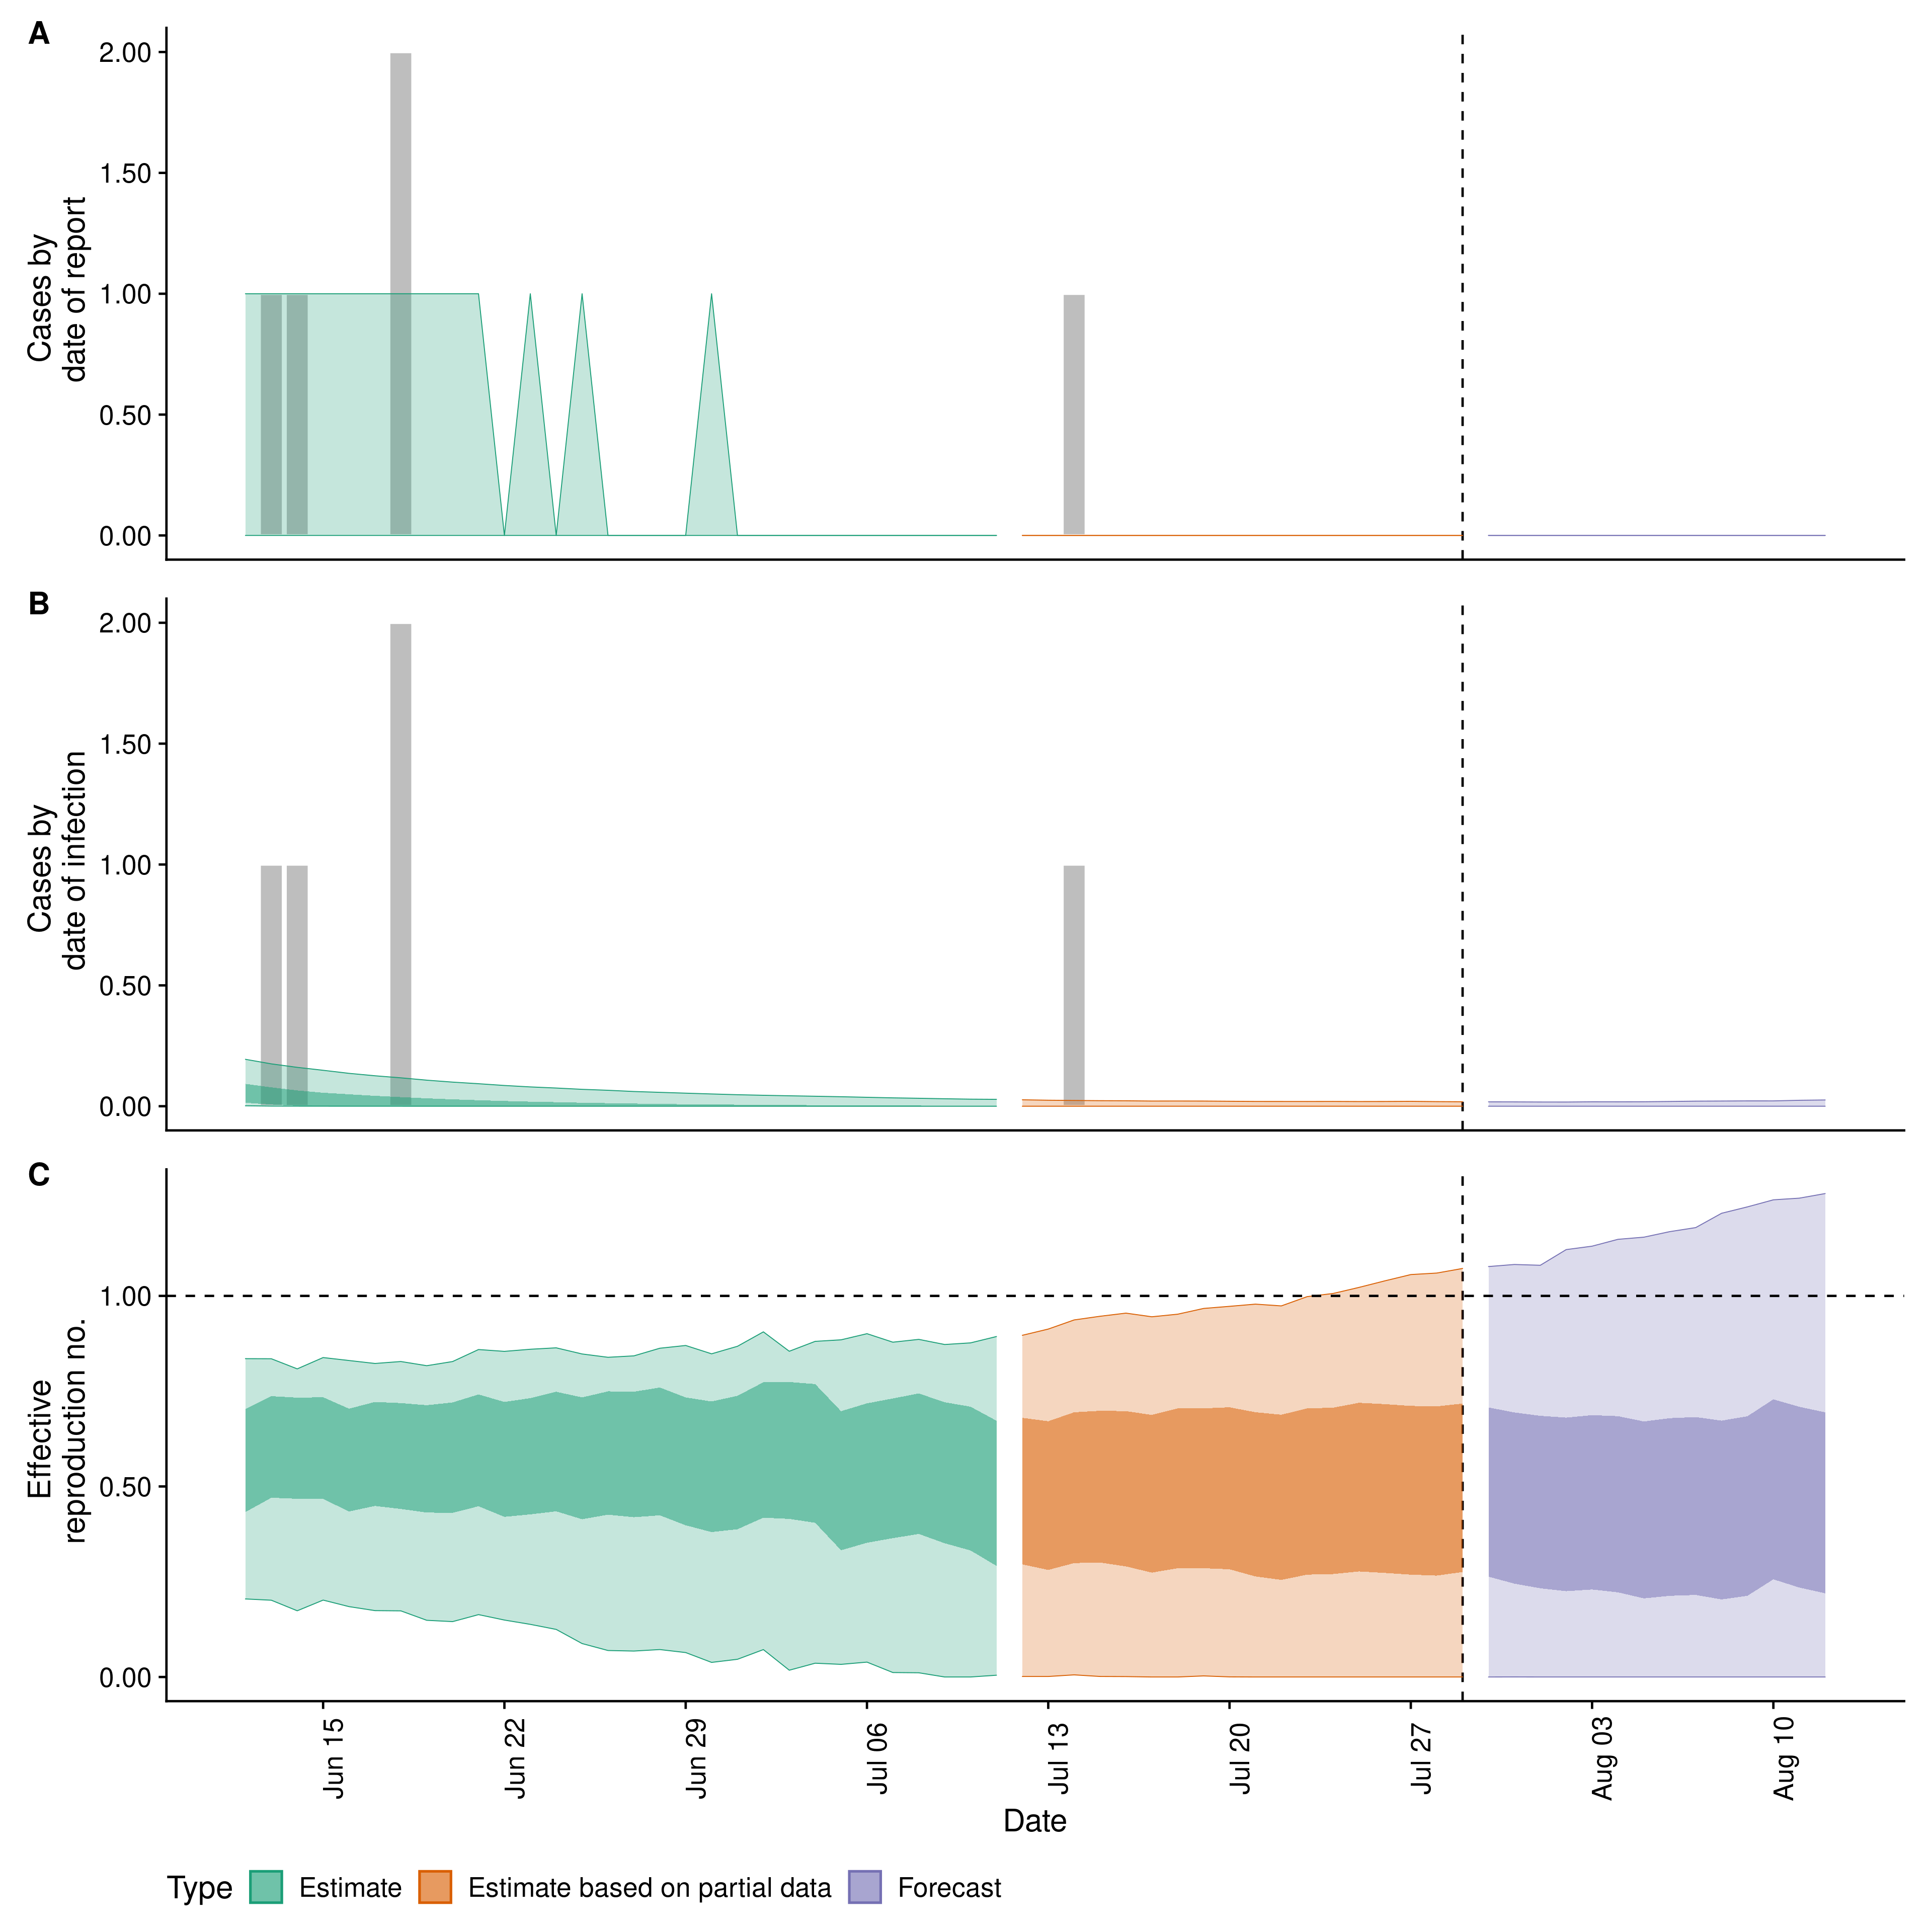 A
2.00
1.50
1.00
0.50
0.00
Cases by
date of report
B
2.00
1.50
1.00
0.50
0.00
Cases by
date of infection
C
1.00
0.50
0.00
Effective
reproduction no.
Jun 15
Jun 22
Jun 29
Jul 06
Jul 13
Jul 20
Jul 27
Aug 03
Aug 10
Date
Type Estimate Estimate based on partial data Forecast